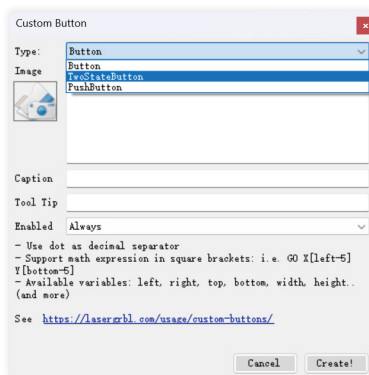 Custom Button
Type: Button
Button
Image TwoStateButton
PushButton
Caption
Tool Tip
Enabled Always
- Use dot as decimal separator
- Support math expression in square brackets: i.e. GO X[left-5]
Y[bottom-5]
- Available variables: left, right, top, bottom, width, height..
(and more)
See https://lasergrbl.com/usage/custom-buttons/
Cancel Create!